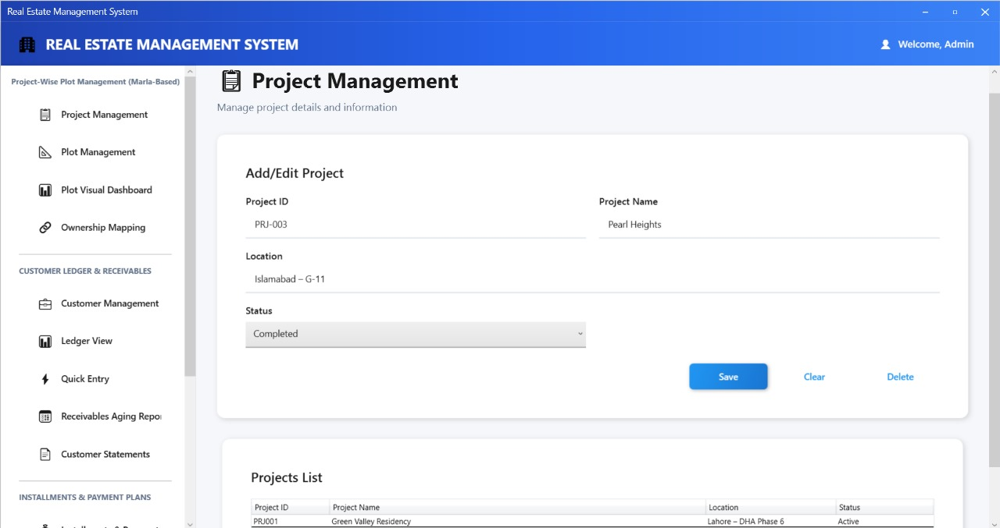 Real Estate Management System
REAL ESTATE MANAGEMENT SYSTEM
Welcome, Admin
Project-Wise Plot Management (Marla-Based)
Project Management
Plot Management
Plot Visual Dashboard
Ownership Mapping
CUSTOMER LEDGER & RECEIVABLES
Customer Management
Ledger View
Quick Entry
Receivables Aging Repo
Customer Statements
INSTALLMENTS & PAYMENT PLANS
Project Management
Manage project details and information
Add/Edit Project
Project ID
PRJ-003
Project Name
Pearl Heights
Location
Islamabad – G-11
Status
Completed
Save Clear Delete
Projects List
Project ID Project Name Location Status
PRJ001 Green Valley Residency Lahore – DHA Phase 6 Active